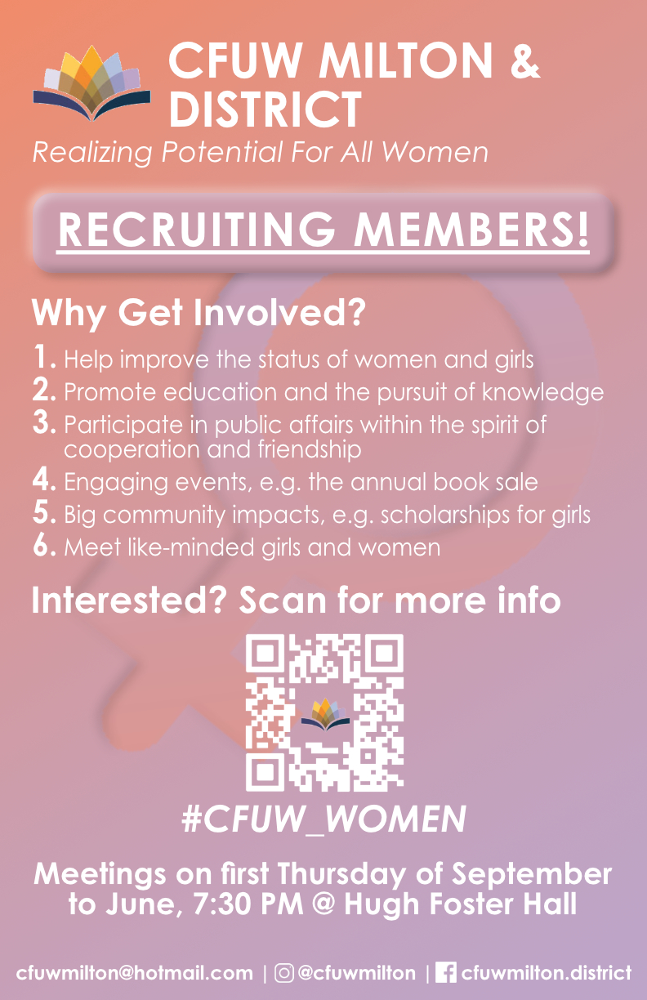 CFUW MILTON &
DISTRICT
Realizing Potential For All Women
RECRUITING MEMBERS!
Why Get Involved?
1. Help improve the status of women and girls
2. Promote education and the pursuit of knowledge
3. Participate in public affairs within the spirit of
cooperation and friendship
4. Engaging events, e.g. the annual book sale
5. Big community impacts, e.g. scholarships for girls
6. Meet like-minded girls and women
Interested? Scan for more info
#CFUW_WOMEN
Meetings on first Thursday of September
to June, 7:30 PM @ Hugh Foster Hall
cfuwmilton@hotmail.com | @cfuwmilton | cfuwmilton.district